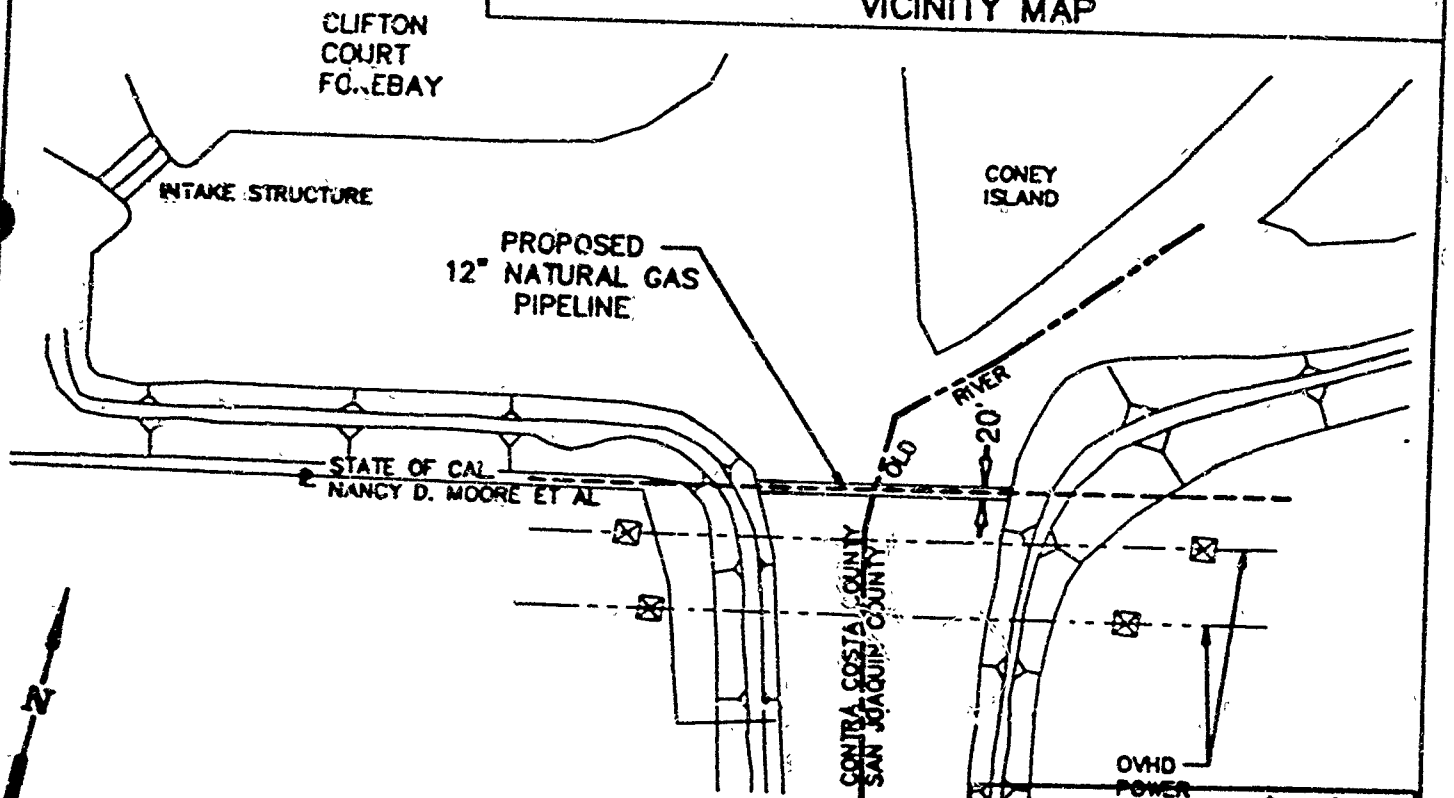 VICINITY MAP
CLIFTON
COURT
FOREBAY
INTAKE STRUCTURE
CONEY
ISLAND
PROPOSED
12" NATURAL GAS
PIPELINE
RIVER
20'
OLD
STATE OF CAL
NANCY D. MOORE ET AL
CONTRA COSTA COUNTY
SAN JOAQUIN COUNTY
N
OVHD
POWER